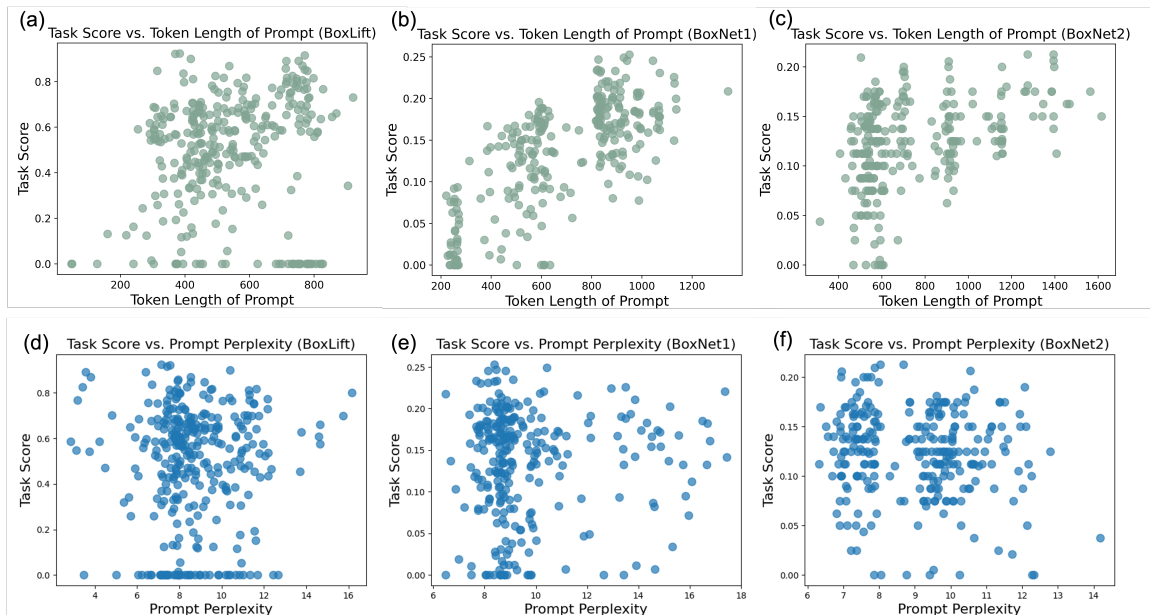 (a)
Task Score vs. Token Length of Prompt (BoxLift)
Task Score
0.8
0.6
0.4
0.2
0.0
200 400 600 800
Token Length of Prompt
(b)
Task Score vs. Token Length of Prompt (BoxNet1)
Task Score
0.25
0.20
0.15
0.10
0.05
0.00
200 400 600 800 1000 1200
Token Length of Prompt
(c)
Task Score vs. Token Length of Prompt (BoxNet2)
Task Score
0.20
0.15
0.10
0.05
0.00
400 600 800 1000 1200 1400 1600
Token Length of Prompt
(d)
Task Score vs. Prompt Perplexity (BoxLift)
Task Score
0.8
0.6
0.4
0.2
0.0
4 6 8 10 12 14 16
Prompt Perplexity
(e)
Task Score vs. Prompt Perplexity (BoxNet1)
Task Score
0.25
0.20
0.15
0.10
0.05
0.00
6 8 10 12 14 16 18
Prompt Perplexity
(f)
Task Score vs. Prompt Perplexity (BoxNet2)
Task Score
0.20
0.15
0.10
0.05
0.00
6 7 8 9 10 11 12 13 14
Prompt Perplexity